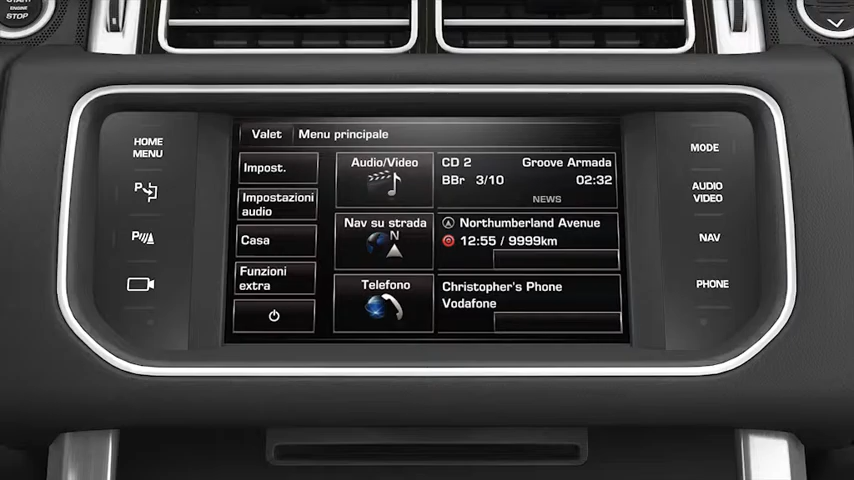 START
ENGINE
STOP
HOME
MENU
Valet
Menu principale
MODE
Impost.
Audio/Video
CD 2
Groove Armada
BBr 3/10
02:32
NEWS
Impostazioni
audio
AUDIO
VIDEO
Nav su strada
N
Northumberland Avenue
12:55 / 9999km
Casa
P
P
NAV
Funzioni
extra
Telefono
Christopher's Phone
Vodafone
PHONE